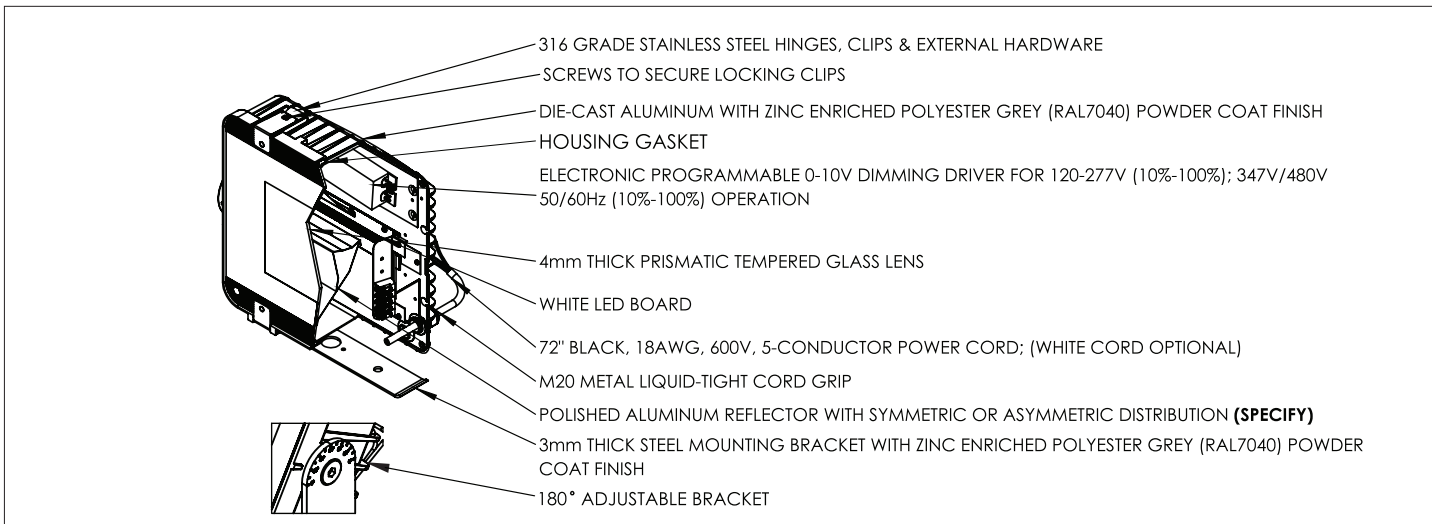 316 GRADE STAINLESS STEEL HINGES, CLIPS & EXTERNAL HARDWARE
SCREWS TO SECURE LOCKING CLIPS
DIE-CAST ALUMINUM WITH ZINC ENRICHED POLYESTER GREY (RAL7040) POWDER COAT FINISH
HOUSING GASKET
ELECTRONIC PROGRAMMABLE 0-10V DIMMING DRIVER FOR 120-277V (10%-100%); 347V/480V
50/60Hz (10%-100%) OPERATION
4mm THICK PRISMATIC TEMPERED GLASS LENS
WHITE LED BOARD
72" BLACK, 18AWG, 600V, 5-CONDUCTOR POWER CORD; (WHITE CORD OPTIONAL)
M20 METAL LIQUID-TIGHT CORD GRIP
POLISHED ALUMINUM REFLECTOR WITH SYMMETRIC OR ASYMMETRIC DISTRIBUTION (SPECIFY)
3mm THICK STEEL MOUNTING BRACKET WITH ZINC ENRICHED POLYESTER GREY (RAL7040) POWDER
COAT FINISH
180° ADJUSTABLE BRACKET